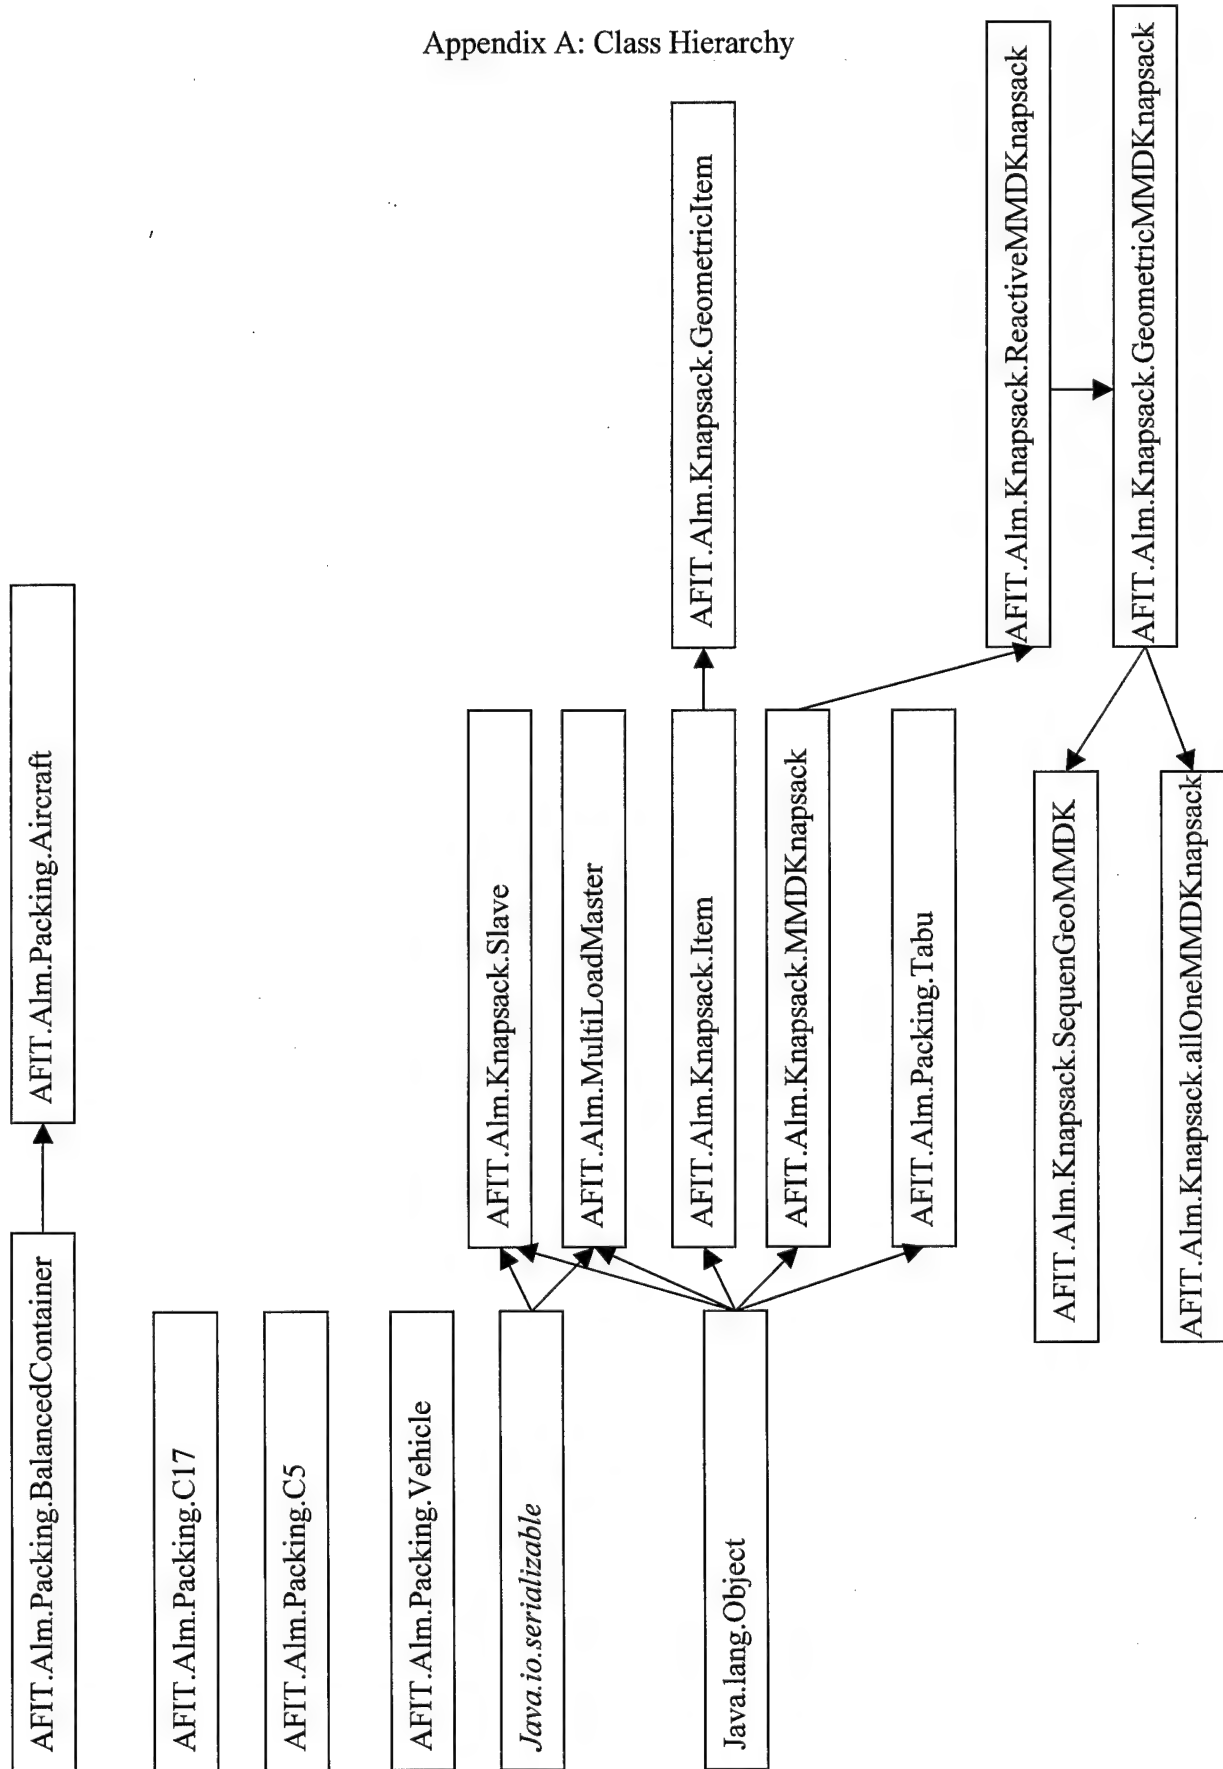 Appendix A: Class Hierarchy
AFIT.Alm.Packing.BalancedContainer
AFIT.Alm.Packing.Aircraft
AFIT.Alm.Packing.C17
AFIT.Alm.Packing.C5
AFIT.Alm.Packing.Vehicle
Java.io.serializable
Java.lang.Object
AFIT.Alm.Knapsack.Slave
AFIT.Alm.MultiLoadMaster
AFIT.Alm.Knapsack.Item
AFIT.Alm.Knapsack.MMDKnapsack
AFIT.Alm.Packing.Tabu
AFIT.Alm.Knapsack.GeometricItem
AFIT.Alm.Knapsack.ReactiveMMDKnapsack
AFIT.Alm.Knapsack.GeometricMMDKnapsack
AFIT.Alm.Knapsack.SequenGeoMMDK
AFIT.Alm.Knapsack.allOneMMDKnapsack